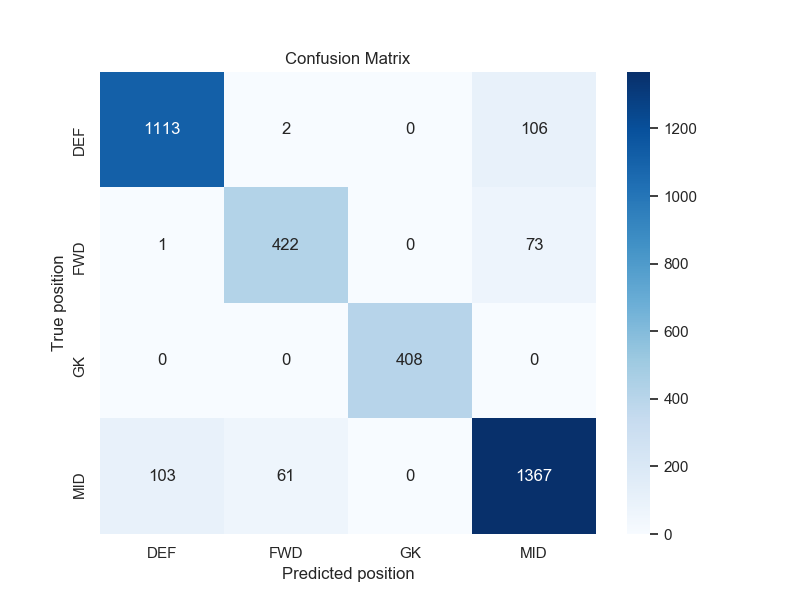 Confusion Matrix
True position
DEF 1113 2 0 106
FWD 1 422 0 73
GK 0 0 408 0
MID 103 61 0 1367
DEF FWD GK MID
Predicted position
1200
1000
800
600
400
200
0